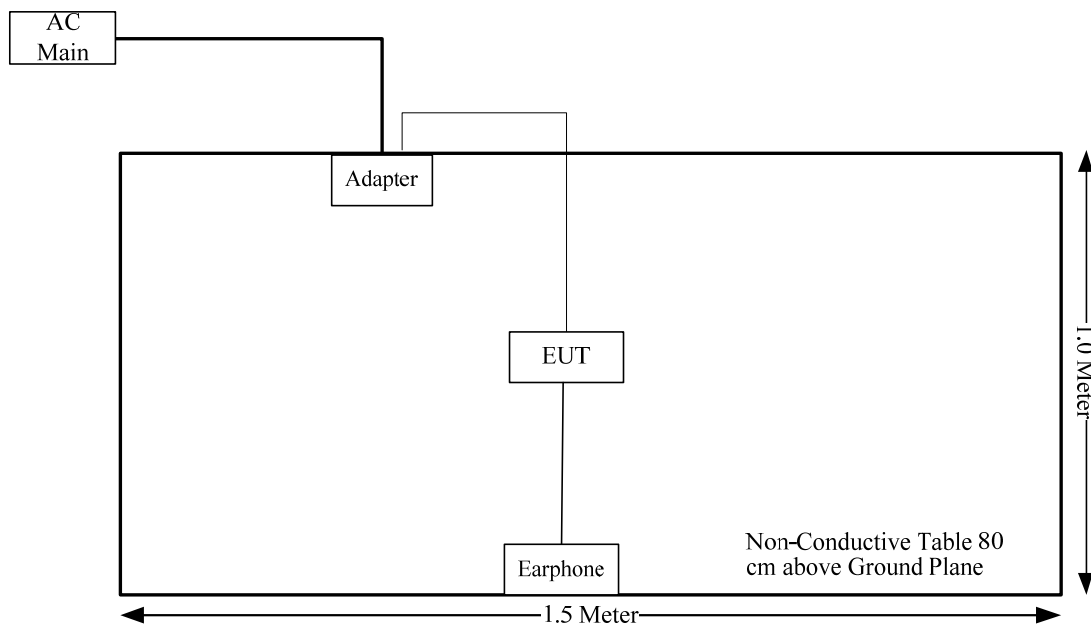 AC
Main
Adapter
EUT
1.0 Meter
Earphone
Non-Conductive Table 80
cm above Ground Plane
1.5 Meter